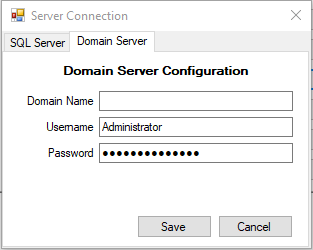 Server Connection
SQL Server Domain Server
Domain Server Configuration
Domain Name
Username Administrator
Password ●●●●●●●●●●●●●●
Save Cancel